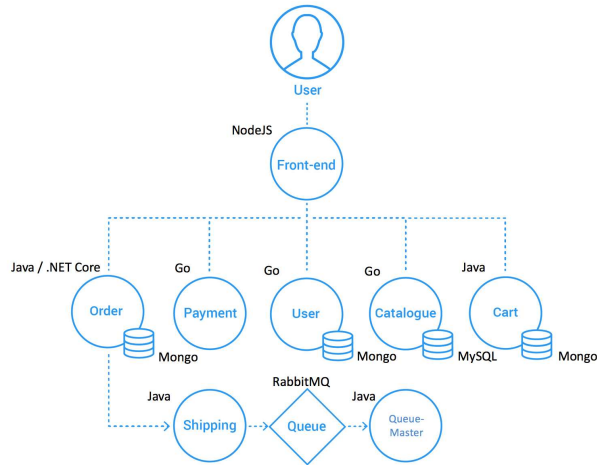 User
NodeJS
Front-end
Java / .NET Core
Go
Go
Go
Java
Order
Payment
User
Catalogue
Cart
Mongo
Mongo
MySQL
Mongo
Java
RabbitMQ
Java
Shipping
Queue
Queue-
Master